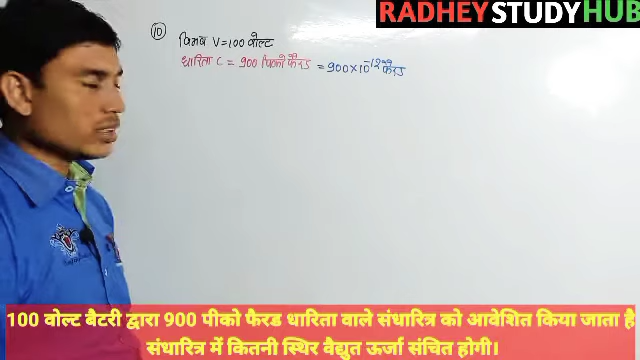 RADHEY STUDY HUB
10
विभव V = 100 वोल्ट
धारिता C = 900 पिको फैरड = 900 × 10⁻¹² फैरड
100 वोल्ट बैटरी द्वारा 900 पीको फैरड धारिता वाले संधारित्र को आवेशित किया जाता है
संधारित्र में कितनी स्थिर वैद्युत ऊर्जा संचित होगी।